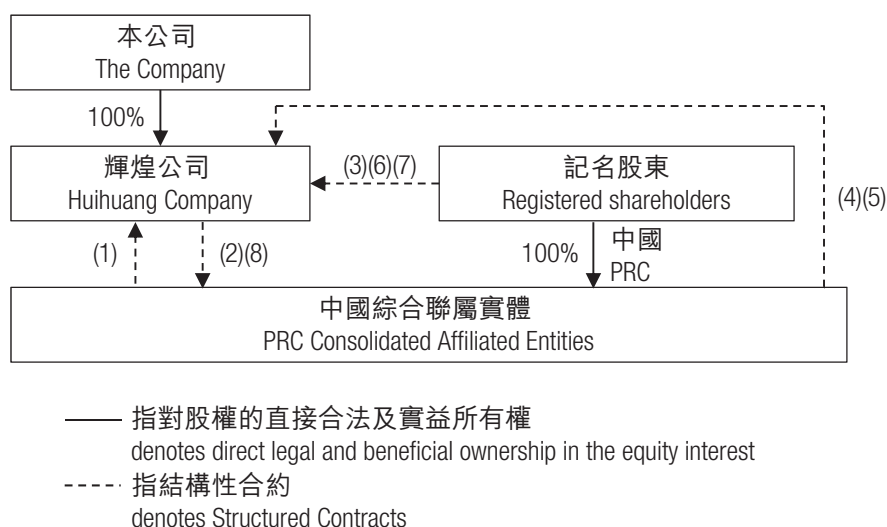 本公司
The Company
100%
輝煌公司
Huihuang Company
(3)(6)(7)
記名股東
Registered shareholders
(4)(5)
(1)
(2)(8)
100%
中國
PRC
中國綜合聯屬實體
PRC Consolidated Affiliated Entities
指對股權的直接合法及實益所有權
denotes direct legal and beneficial ownership in the equity interest
指結構性合約
denotes Structured Contracts